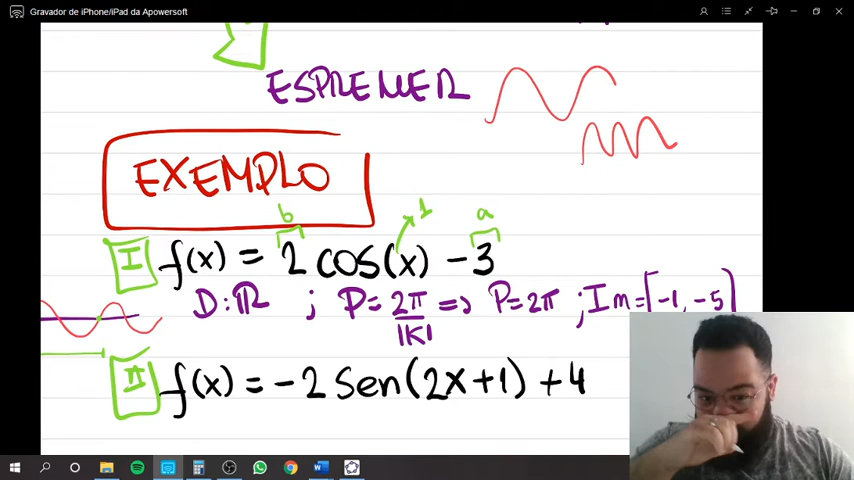 Gravador de iPhone/iPad da Apowersoft
ESPREMER
EXEMPLO
b 1 a
I f(x) = 2 cos(x) - 3
D: ℝ ; P = 2π/|K| => P = 2π ; Im = [-1, -5]
II f(x) = -2 Sen(2x+1) + 4